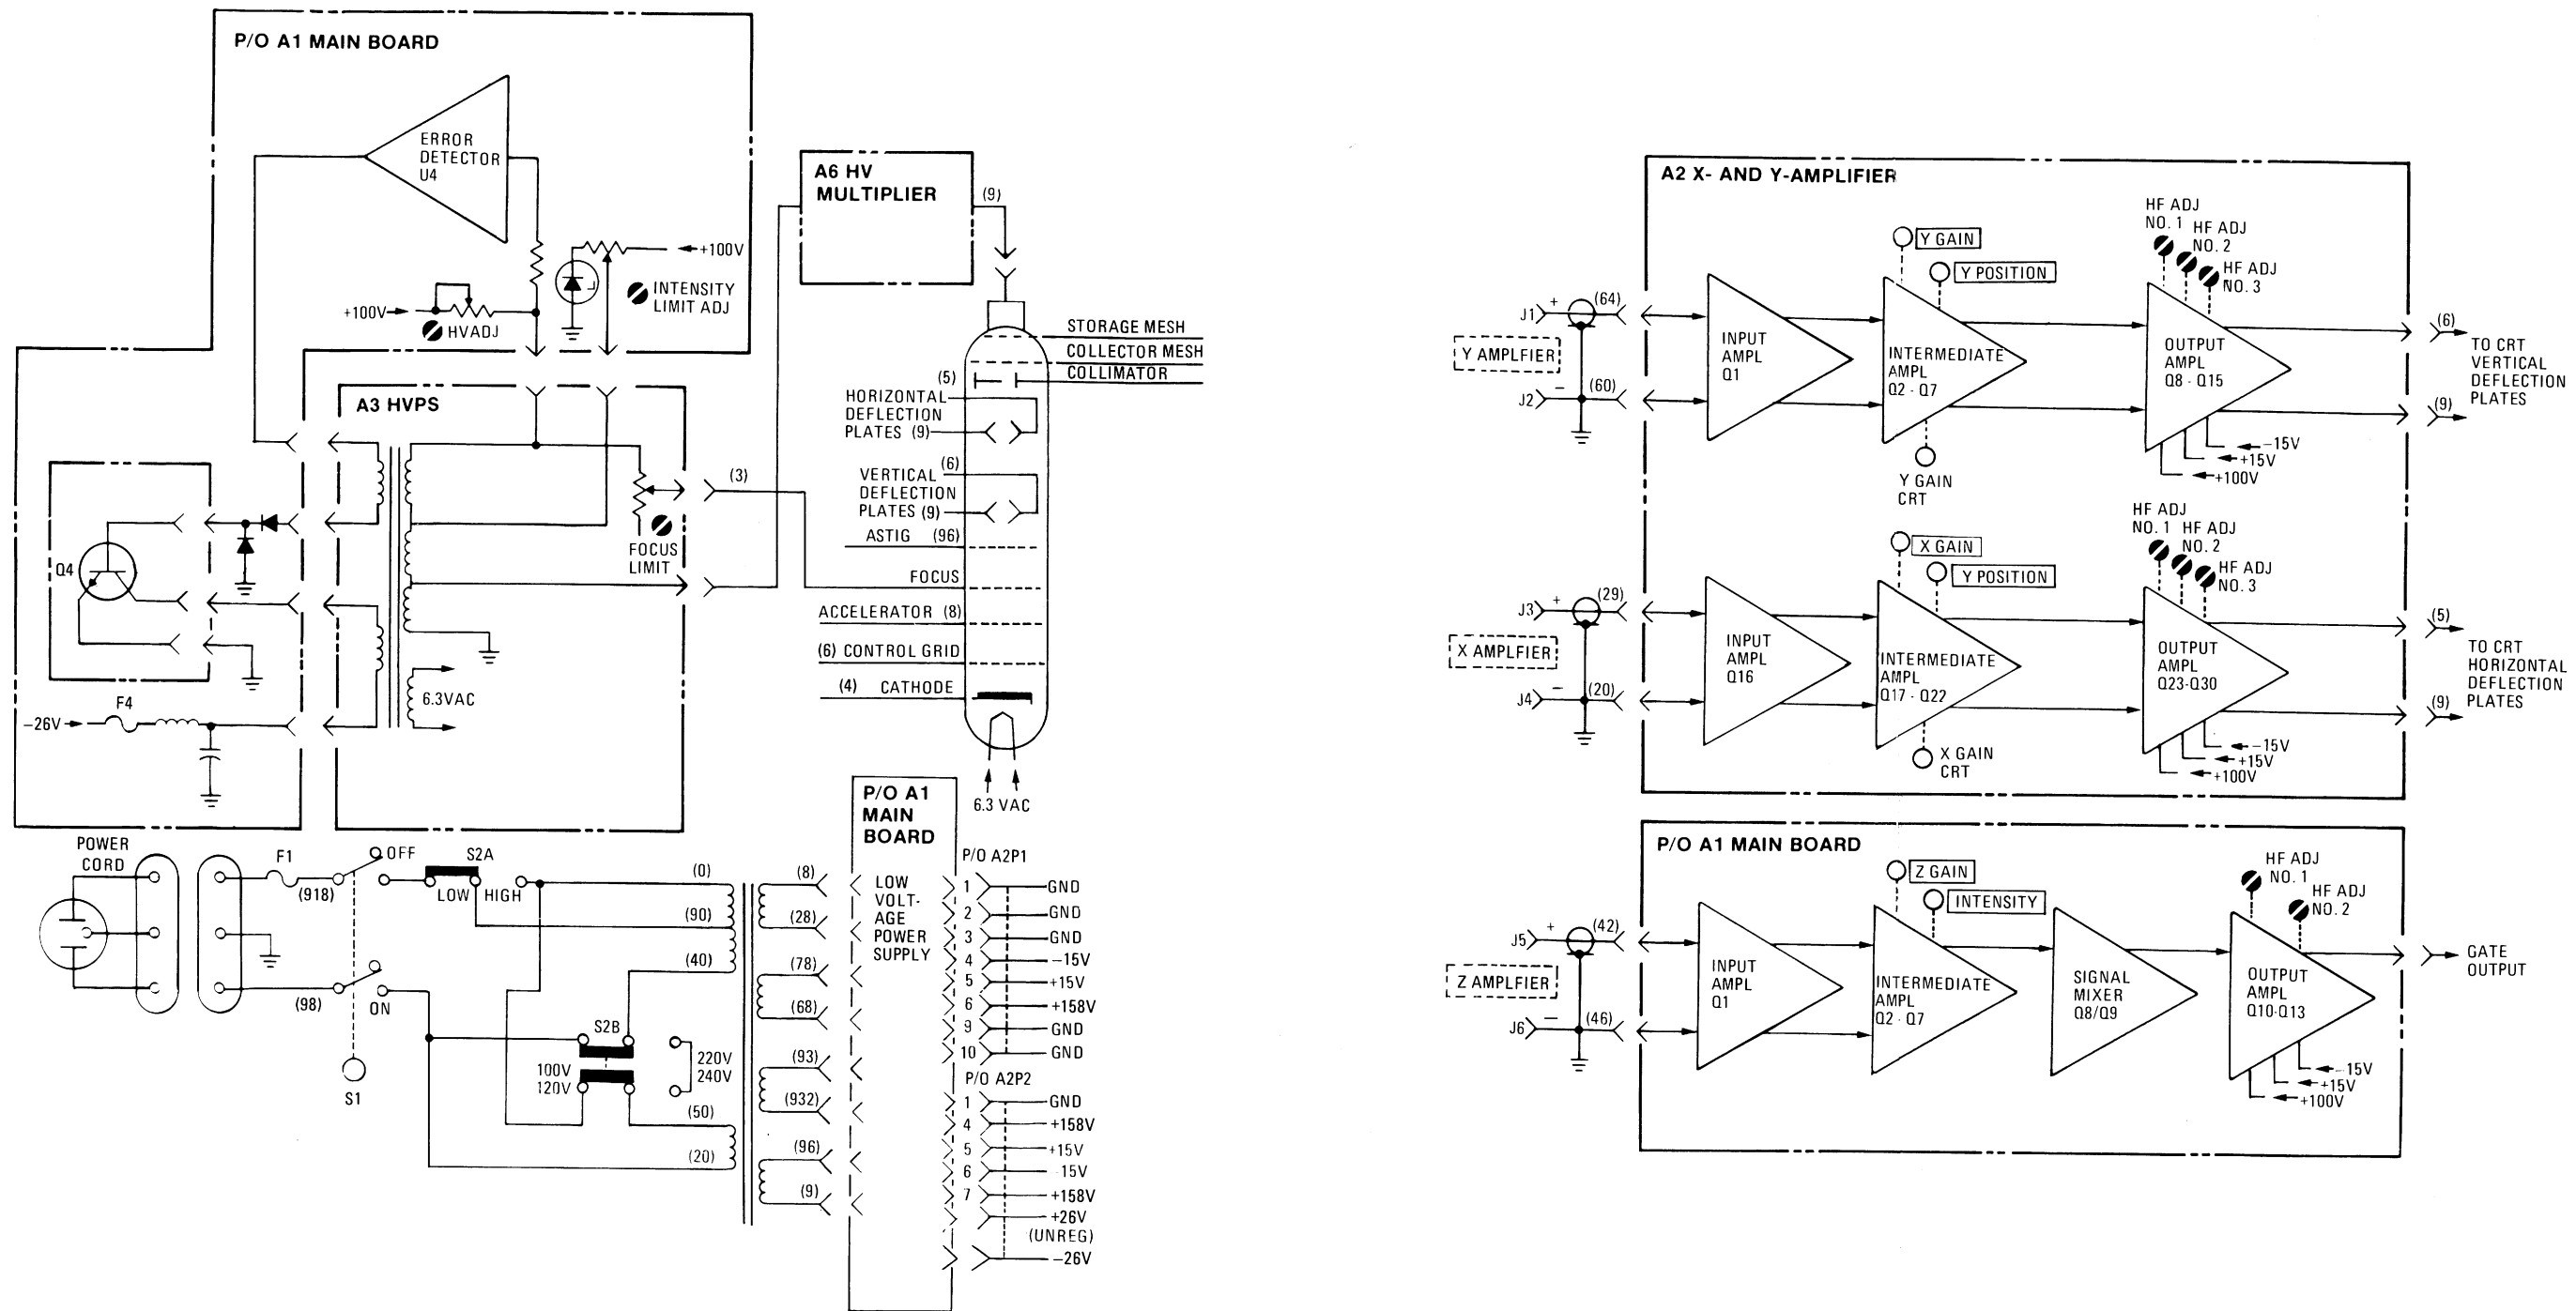 P/O A1 MAIN BOARD
ERROR
DETECTOR
U4
+100V
INTENSITY
LIMIT ADJ
+100V
HVADJ
A6 HV
MULTIPLIER
(9)
A3 HVPS
(3)
FOCUS
LIMIT
Q4
F4
-26V
6.3VAC
STORAGE MESH
COLLECTOR MESH
COLLIMATOR
(5)
HORIZONTAL
DEFLECTION
PLATES (9)
(6)
VERTICAL
DEFLECTION
PLATES (9)
ASTIG (96)
FOCUS
ACCELERATOR (8)
(6) CONTROL GRID
(4) CATHODE
6.3 VAC
POWER
CORD
F1
(918)
OFF
S2A
LOW HIGH
(98)
ON
S1
S2B
100V
120V
220V
240V
(0)
(90)
(40)
(50)
(20)
(8)
(28)
(78)
(68)
(93)
(932)
(96)
(9)
P/O A1
MAIN
BOARD
LOW
VOLT-
AGE
POWER
SUPPLY
P/O A2P1
1 GND
2 GND
3 GND
4 -15V
5 +15V
6 +158V
9 GND
10 GND
P/O A2P2
1 GND
4 +158V
5 +15V
6 15V
7 +158V
+26V
(UNREG)
-26V
A2 X- AND Y-AMPLIFIER
J1 + (64)
Y AMPLFIER
J2 - (60)
INPUT
AMPL
Q1
Y GAIN
Y POSITION
INTERMEDIATE
AMPL
Q2 - Q7
Y GAIN
CRT
HF ADJ
NO. 1
HF ADJ
NO. 2
HF ADJ
NO. 3
OUTPUT
AMPL
Q8 - Q15
-15V
+15V
+100V
(6)
TO CRT
VERTICAL
DEFLECTION
PLATES
(9)
J3 + (29)
X AMPLFIER
J4 - (20)
INPUT
AMPL
Q16
X GAIN
Y POSITION
INTERMEDIATE
AMPL
Q17 - Q22
X GAIN
CRT
HF ADJ
NO. 1
HF ADJ
NO. 2
HF ADJ
NO. 3
OUTPUT
AMPL
Q23-Q30
-15V
+15V
+100V
(5)
TO CRT
HORIZONTAL
DEFLECTION
PLATES
(9)
P/O A1 MAIN BOARD
J5 + (42)
Z AMPLFIER
J6 - (46)
INPUT
AMPL
Q1
Z GAIN
INTENSITY
INTERMEDIATE
AMPL
Q2 - Q7
SIGNAL
MIXER
Q8/Q9
HF ADJ
NO. 1
HF ADJ
NO. 2
OUTPUT
AMPL
Q10-Q13
-15V
+15V
+100V
GATE
OUTPUT